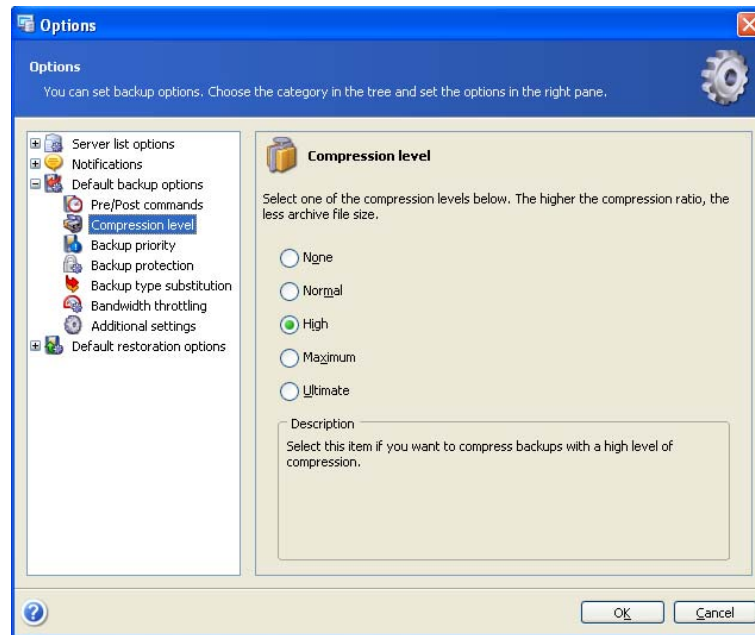 Options
Options
You can set backup options. Choose the category in the tree and set the options in the right pane.
Server list options
Notifications
Default backup options
Pre/Post commands
Compression level
Backup priority
Backup protection
Backup type substitution
Bandwidth throttling
Additional settings
Default restoration options
Compression level
Select one of the compression levels below. The higher the compression ratio, the
less archive file size.
None
Normal
High
Maximum
Ultimate
Description
Select this item if you want to compress backups with a high level of
compression.
OK
Cancel